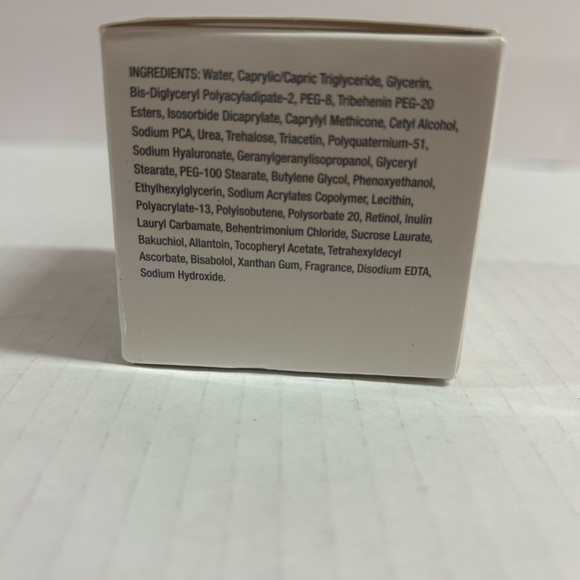 INGREDIENTS: Water, Caprylic/Capric Triglyceride, Glycerin,
Bis-Diglyceryl Polyacyladipate-2, PEG-8, Tribehenin PEG-20
Esters, Isosorbide Dicaprylate, Caprylyl Methicone, Cetyl Alcohol,
Sodium PCA, Urea, Trehalose, Triacetin, Polyquaternium-51,
Sodium Hyaluronate, Geranylgeranylisopropanol, Glyceryl
Stearate, PEG-100 Stearate, Butylene Glycol, Phenoxyethanol,
Ethylhexylglycerin, Sodium Acrylates Copolymer, Lecithin,
Polyacrylate-13, Polyisobutene, Polysorbate 20, Retinol, Inulin
Lauryl Carbamate, Behentrimonium Chloride, Sucrose Laurate,
Bakuchiol, Allantoin, Tocopheryl Acetate, Tetrahexyldecyl
Ascorbate, Bisabolol, Xanthan Gum, Fragrance, Disodium EDTA,
Sodium Hydroxide.